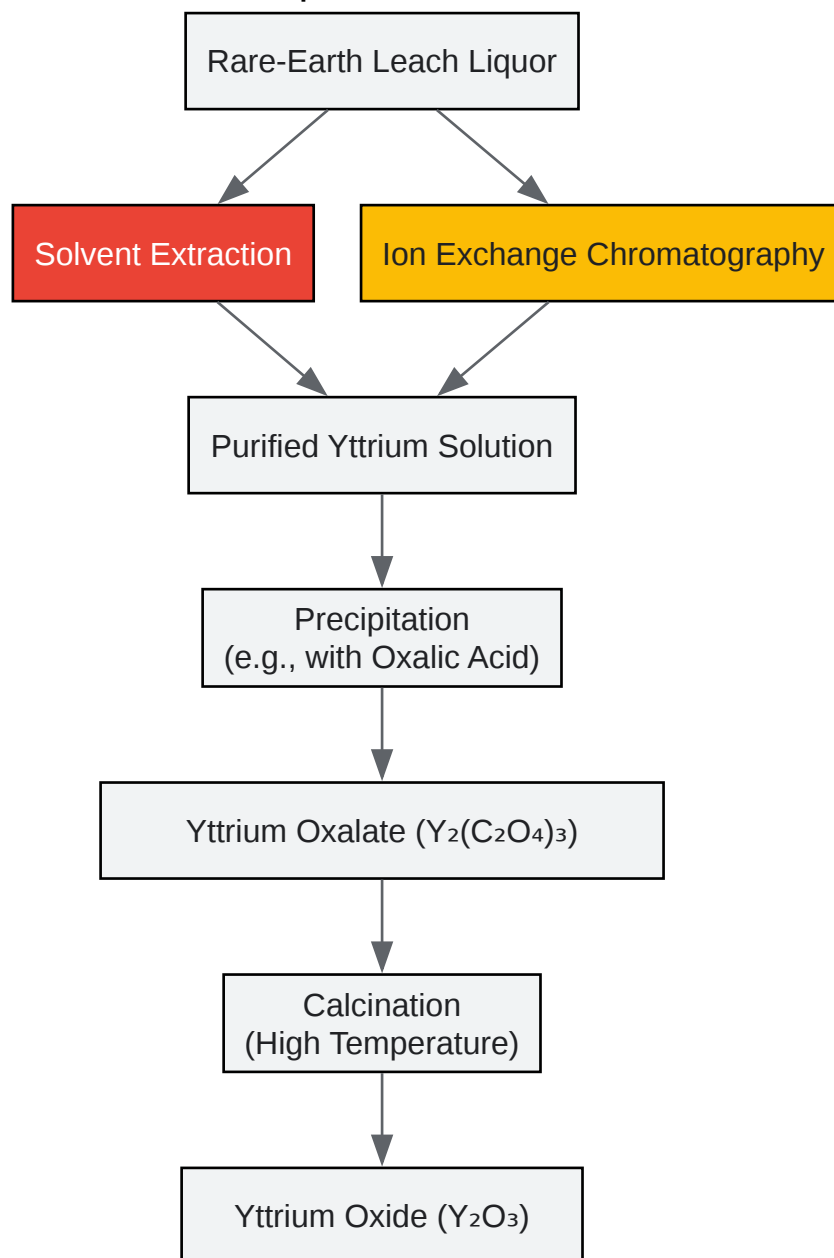 Rare-Earth Leach Liquor
Solvent Extraction
Ion Exchange Chromatography
Purified Yttrium Solution
Precipitation
(e.g., with Oxalic Acid)
Yttrium Oxalate (Y₂(C₂O₄)₃)
Calcination
(High Temperature)
Yttrium Oxide (Y₂O₃)